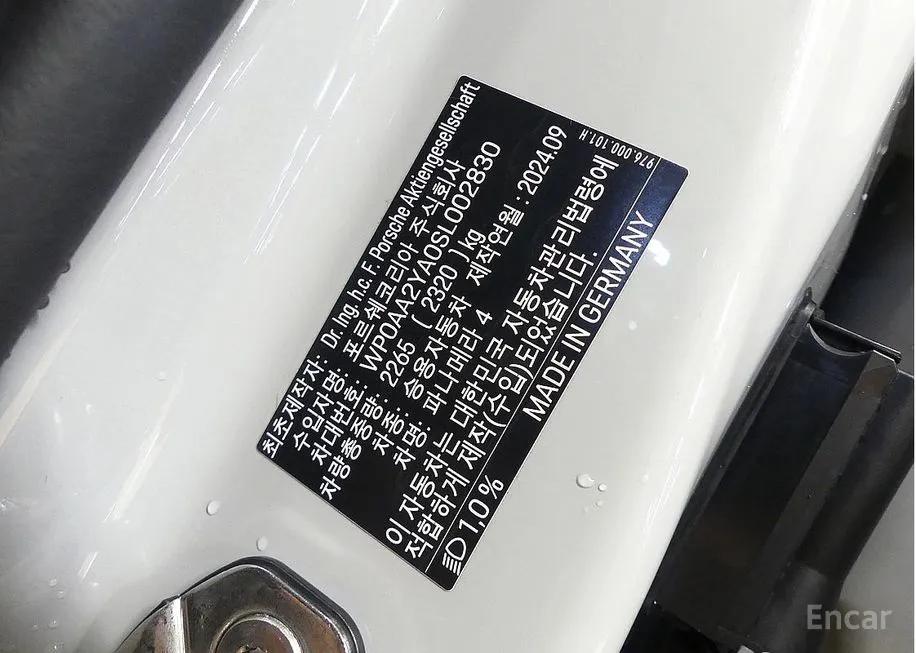 최초제작자: Dr. Ing. h.c. F. Porsche Aktiengesellschaft
수입자명: 포르쉐코리아 주식회사
차대번호: WP0AA2YA0SL002830
차량총중량: 2265 ( 2320 ) kg
차종: 승용자동차 제작연월 : 2024.09
차명: 파나메라 4
이 자동차는 대한민국 자동차관리법령에
적합하게 제작(수입)되었습니다.
1,0 % MADE IN GERMANY
976.000.101.H
Encar